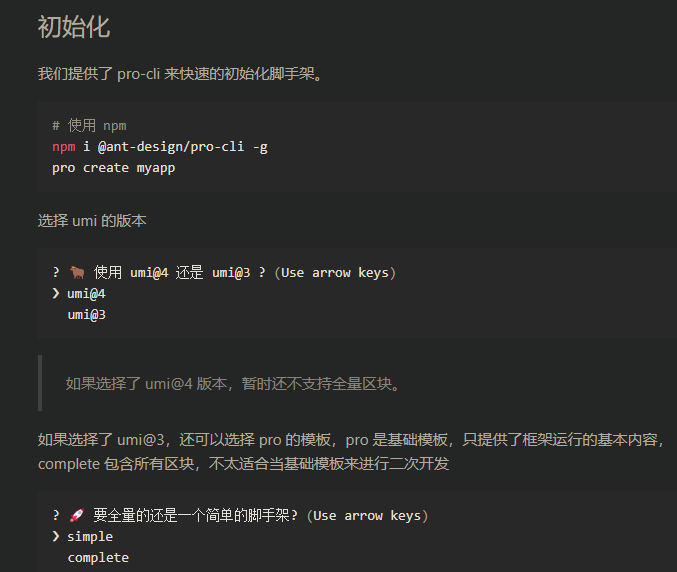 初始化
我们提供了 pro-cli 来快速的初始化脚手架。
# 使用 npm
npm i @ant-design/pro-cli -g
pro create myapp
选择 umi 的版本
? 🐂 使用 umi@4 还是 umi@3 ? (Use arrow keys)
❯ umi@4
umi@3
如果选择了 umi@4 版本，暂时还不支持全量区块。
如果选择了 umi@3，还可以选择 pro 的模板，pro 是基础模板，只提供了框架运行的基本内容，
complete 包含所有区块，不太适合当基础模板来进行二次开发
? 🚀 要全量的还是一个简单的脚手架? (Use arrow keys)
❯ simple
complete